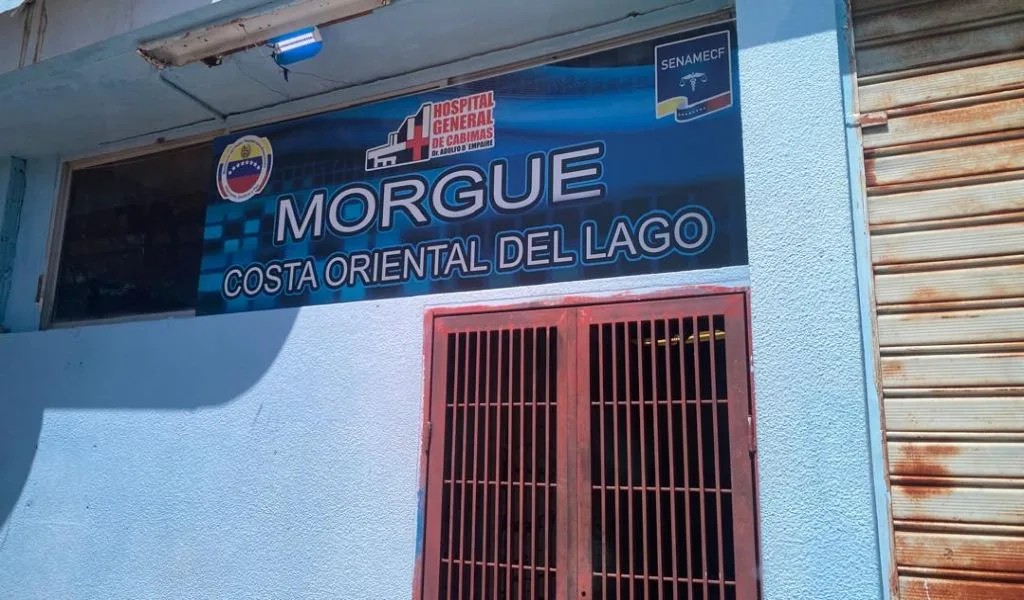 HOSPITAL
GENERAL
DE CABIMAS
Dr. ADOLFO D´EMPAIRE
SENAMECF
MORGUE
COSTA ORIENTAL DEL LAGO